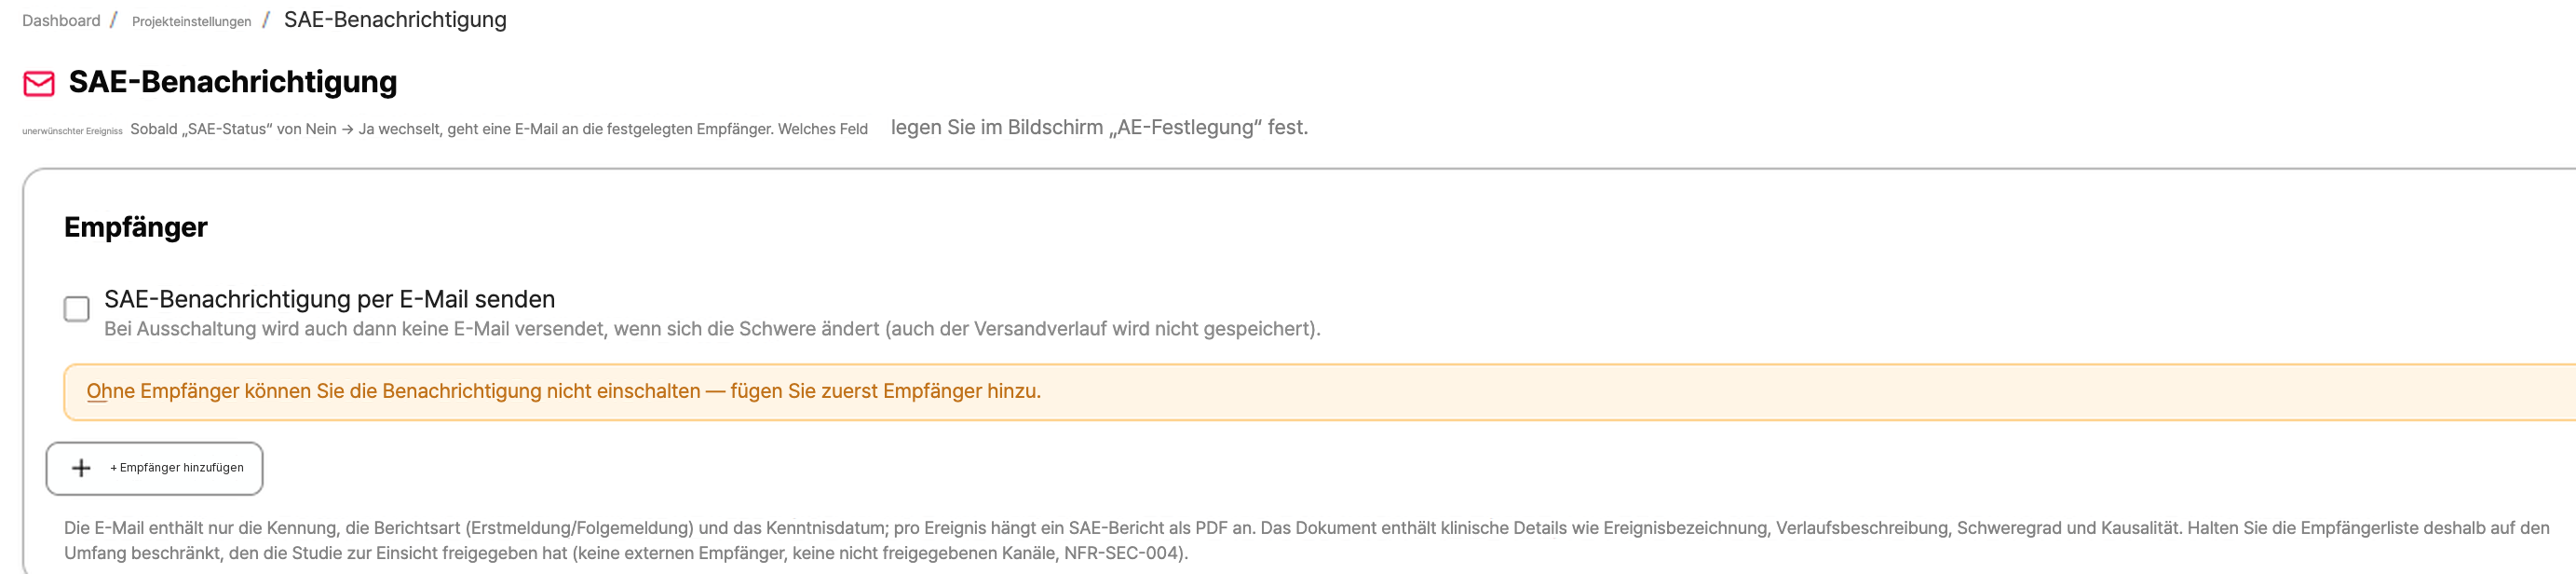 Dashboard / Projekteinstellungen / SAE-Benachrichtigung
SAE-Benachrichtigung
unerwünschter Ereigniss Sobald „SAE-Status“ von Nein → Ja wechselt, geht eine E-Mail an die festgelegten Empfänger. Welches Feld legen Sie im Bildschirm „AE-Festlegung“ fest.
Empfänger
SAE-Benachrichtigung per E-Mail senden
Bei Ausschaltung wird auch dann keine E-Mail versendet, wenn sich die Schwere ändert (auch der Versandverlauf wird nicht gespeichert).
Ohne Empfänger können Sie die Benachrichtigung nicht einschalten — fügen Sie zuerst Empfänger hinzu.
+ + Empfänger hinzufügen
Die E-Mail enthält nur die Kennung, die Berichtsart (Erstmeldung/Folgemeldung) und das Kenntnisdatum; pro Ereignis hängt ein SAE-Bericht als PDF an. Das Dokument enthält klinische Details wie Ereignisbezeichnung, Verlaufsbeschreibung, Schweregrad und Kausalität. Halten Sie die Empfängerliste deshalb auf den
Umfang beschränkt, den die Studie zur Einsicht freigegeben hat (keine externen Empfänger, keine nicht freigegebenen Kanäle, NFR-SEC-004).